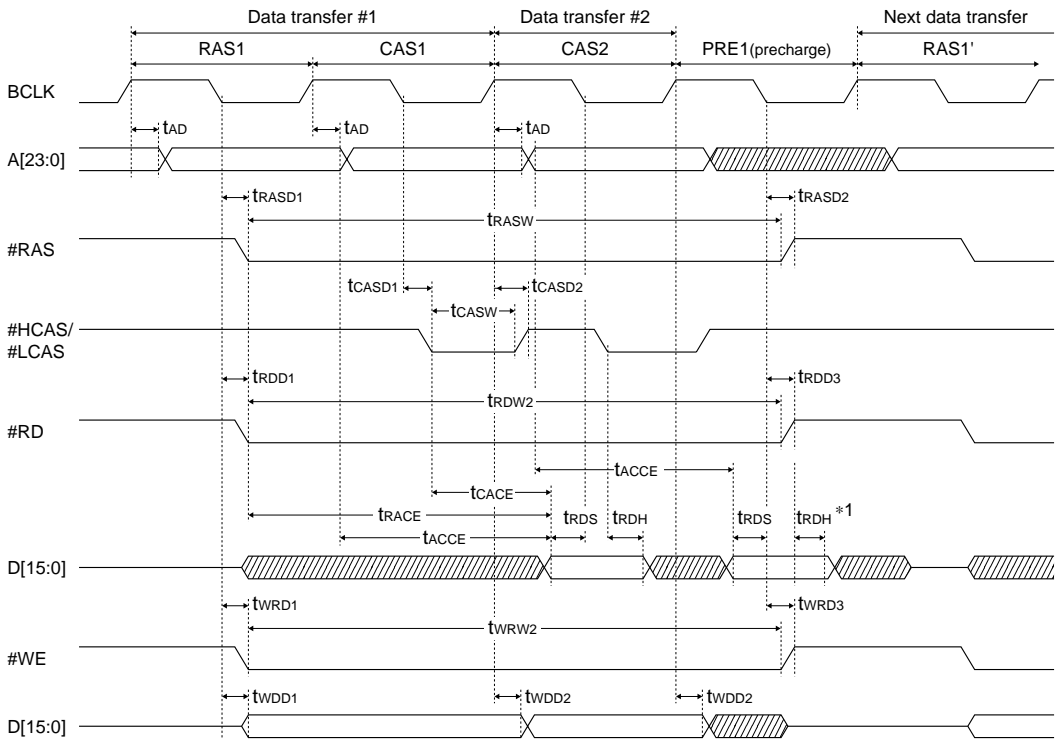 Data transfer #1 Data transfer #2 Next data transfer
RAS1 CAS1 CAS2 PRE1(precharge) RAS1'
BCLK
tAD tAD tAD
A[23:0]
tRASD1 tRASD2
tRASW
#RAS
tCASD1 tCASD2
tCASW
#HCAS/
#LCAS
tRDD1 tRDD3
tRDW2
#RD
tACCE
tCACE
tRACE tRDS tRDH tRDS tRDH *1
tACCE
D[15:0]
tWRD1 tWRD3
tWRW2
#WE
tWDD1 tWDD2 tWDD2
D[15:0]